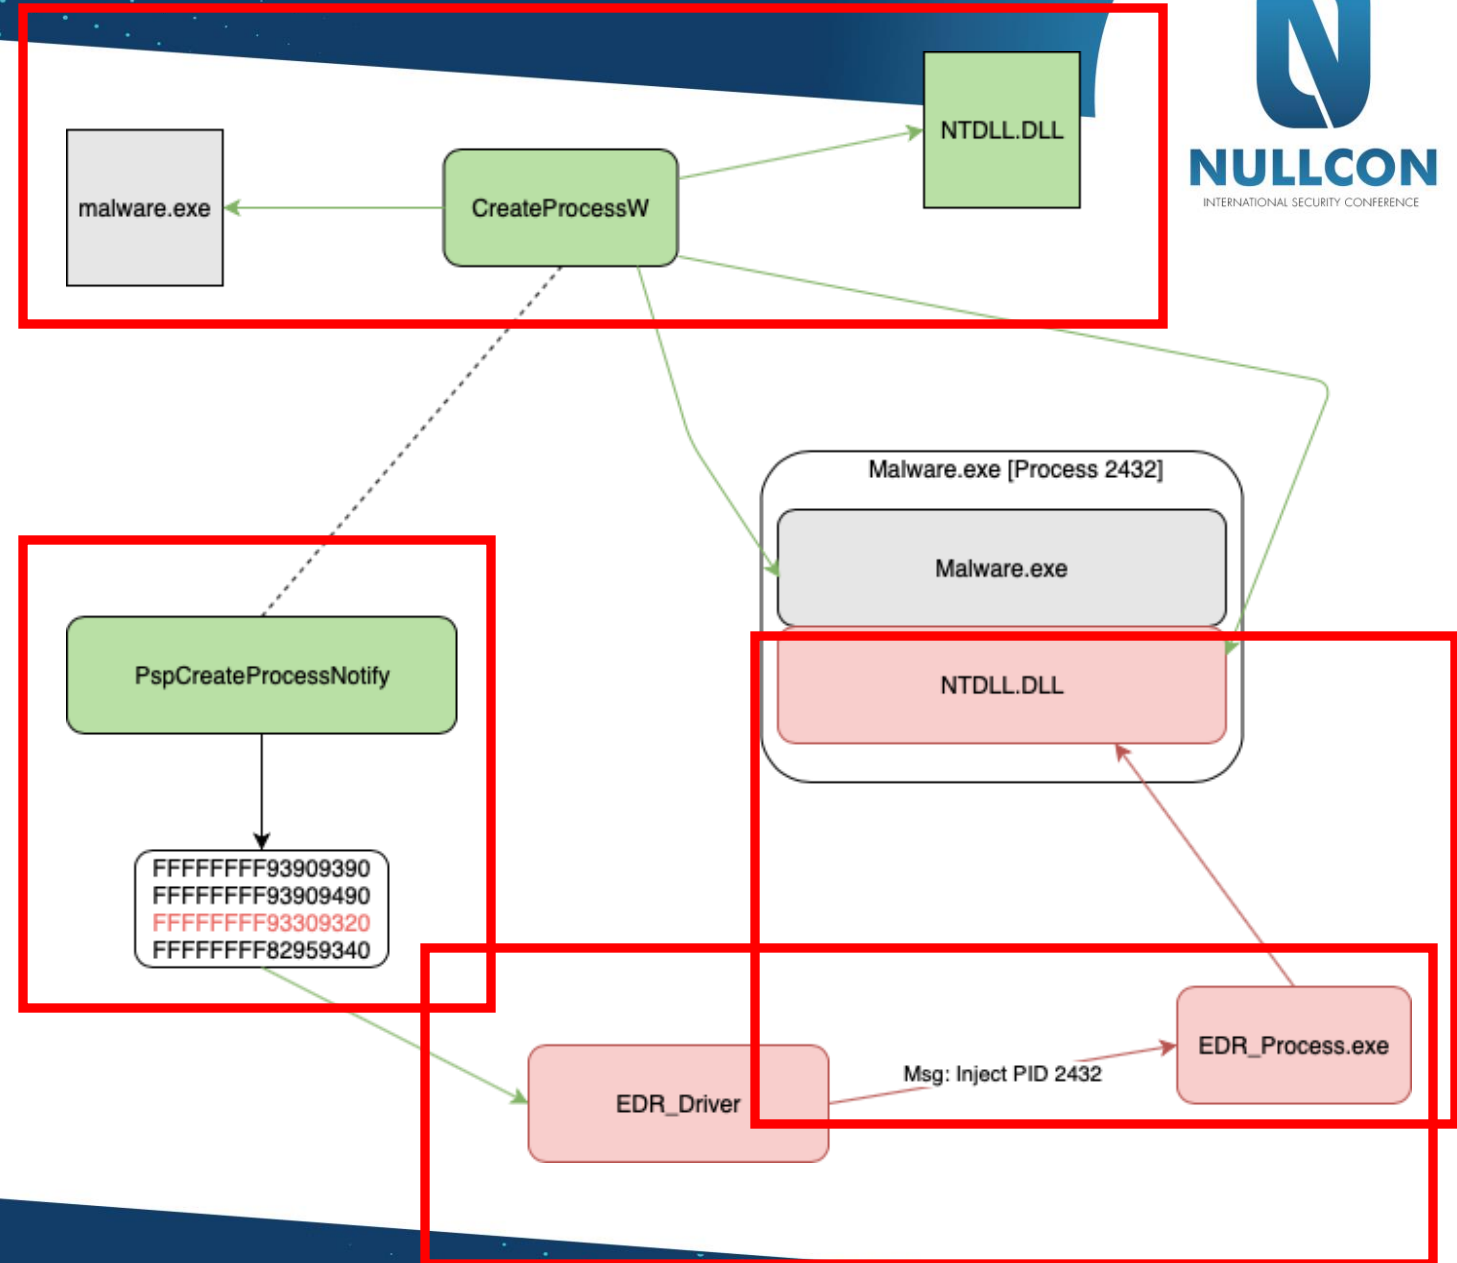 NTDLL.DLL
malware.exe
CreateProcessW
NULLCON
INTERNATIONAL SECURITY CONFERENCE
Malware.exe [Process 2432]
Malware.exe
PspCreateProcessNotify
NTDLL.DLL
FFFFFFFF93909390
FFFFFFFF93909490
FFFFFFFF93309320
FFFFFFFF82959340
EDR_Process.exe
Msg: Inject PID 2432
EDR_Driver